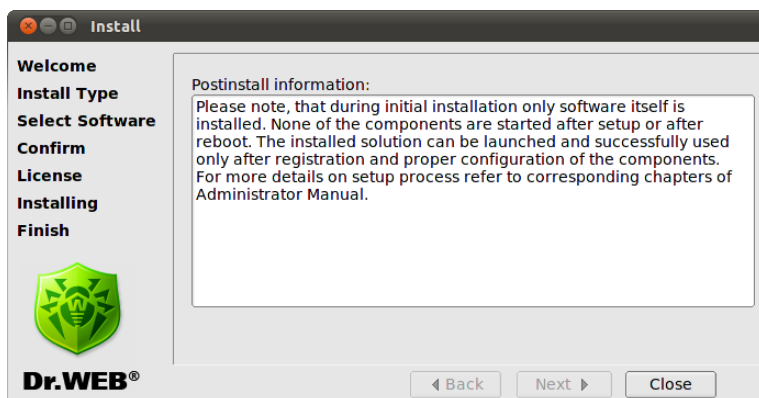 Install
Welcome
Install Type
Select Software
Confirm
License
Installing
Finish
Dr.WEB®
Postinstall information:
Please note, that during initial installation only software itself is
installed. None of the components are started after setup or after
reboot. The installed solution can be launched and successfully used
only after registration and proper configuration of the components.
For more details on setup process refer to corresponding chapters of
Administrator Manual.
Back
Next
Close